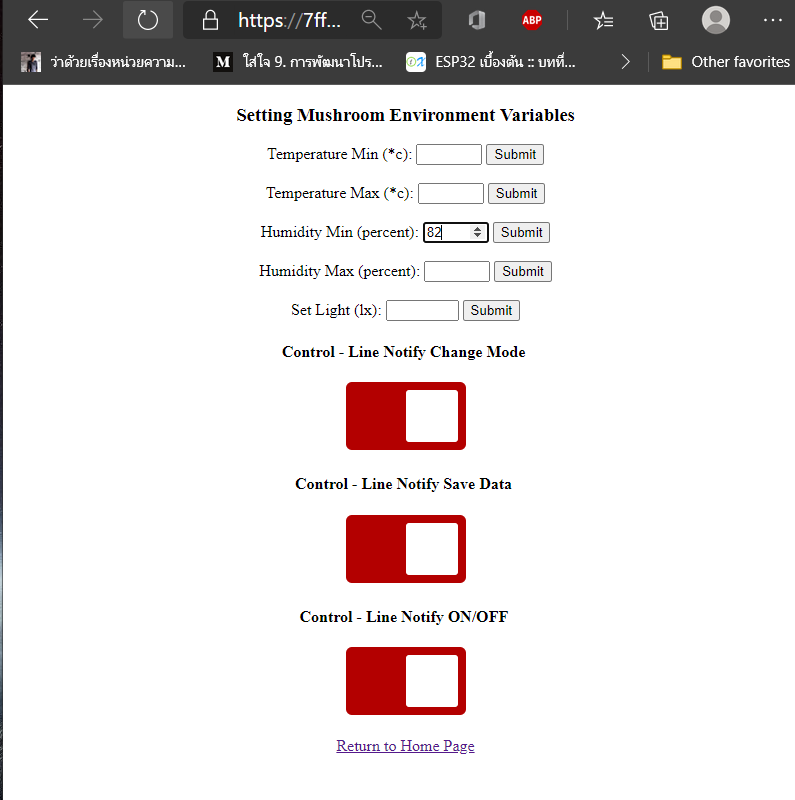 https://7ff...
ABP
ว่าด้วยเรื่องหน่วยความ...
M ใส่ใจ 9. การพัฒนาโปร...
ESP32 เบื้องต้น :: บทที่...
Other favorites
Setting Mushroom Environment Variables
Temperature Min (*c): Submit
Temperature Max (*c): Submit
Humidity Min (percent): 82 Submit
Humidity Max (percent): Submit
Set Light (lx): Submit
Control - Line Notify Change Mode
Control - Line Notify Save Data
Control - Line Notify ON/OFF
Return to Home Page